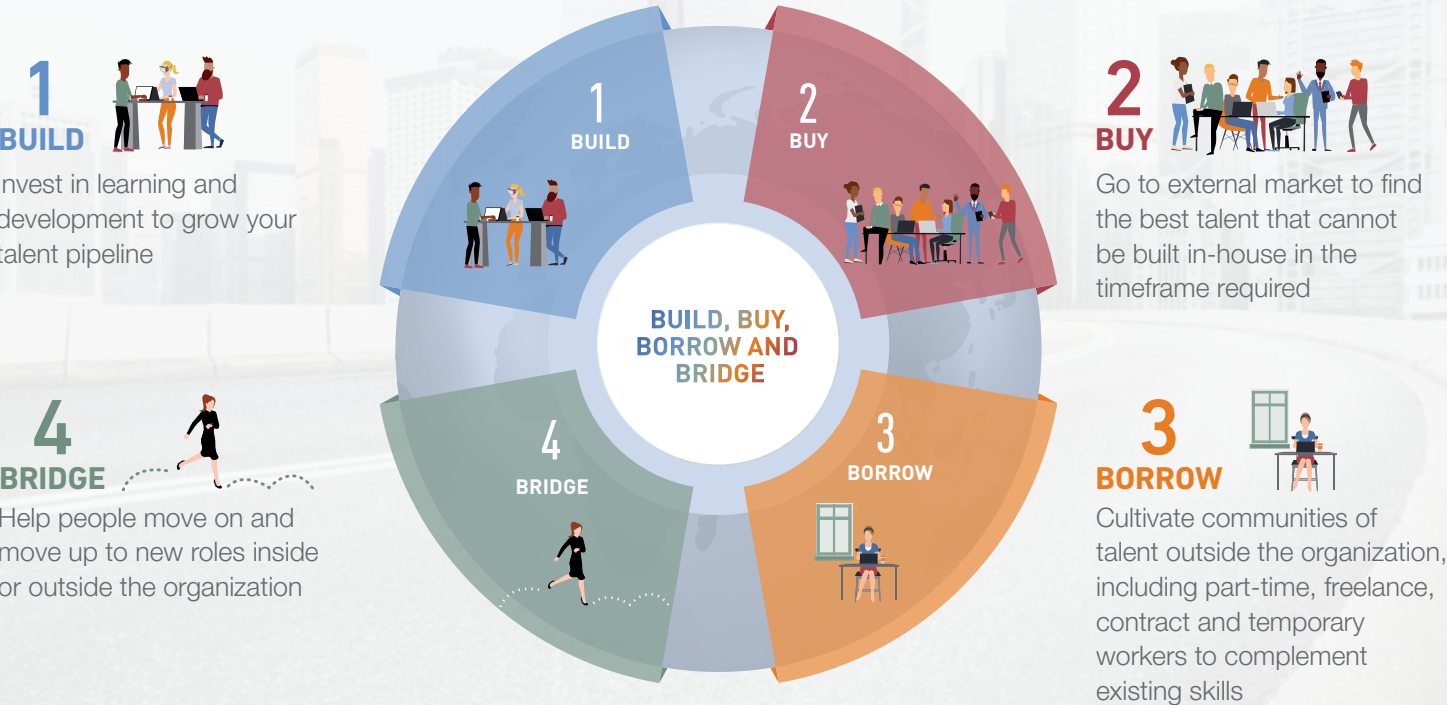 1
BUILD
Invest in learning and
development to grow your
talent pipeline
1
BUILD
2
BUY
BUILD, BUY,
BORROW AND
BRIDGE
4
BRIDGE
3
BORROW
2
BUY
Go to external market to find
the best talent that cannot
be built in-house in the
timeframe required
4
BRIDGE
Help people move on and
move up to new roles inside
or outside the organization
3
BORROW
Cultivate communities of
talent outside the organization,
including part-time, freelance,
contract and temporary
workers to complement
existing skills